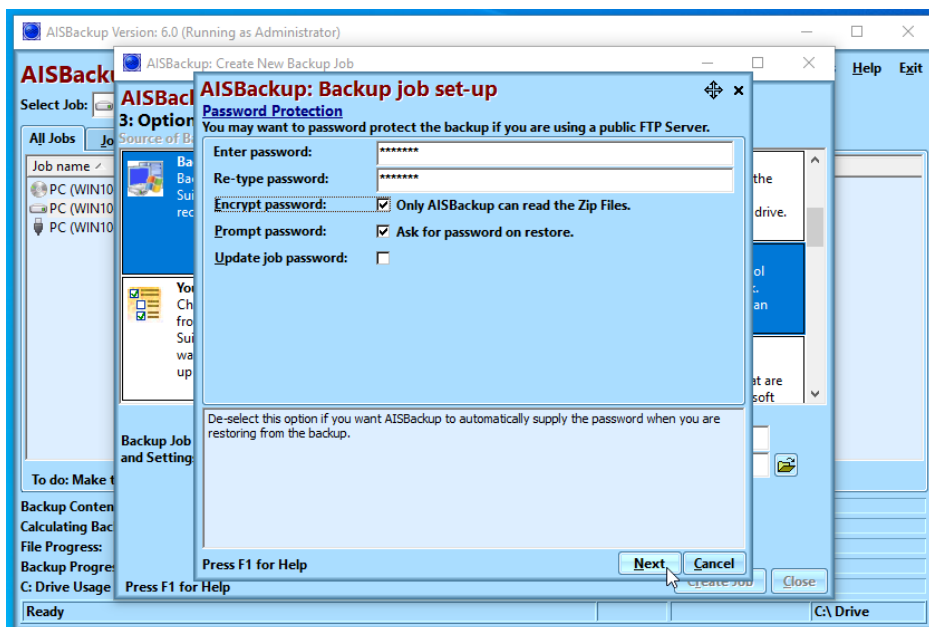 AISBackup Version: 6.0 (Running as Administrator)
AISBackup: Create New Backup Job
Help Exit
AISBackup: Backup job set-up
Select Job:
3: Option
Password Protection
You may want to password protect the backup if you are using a public FTP Server.
All Jobs
Source of
Job name
Enter password: *******
Re-type password: *******
the
PC (WIN10
Encrypt password: Only AISBackup can read the Zip Files.
PC (WIN10
drive.
PC (WIN10
Prompt password: Ask for password on restore.
Update job password:
an
at are
De-select this option if you want AISBackup to automatically supply the password when you are
restoring from the backup.
Backup Job
and Setting
To do: Make
Backup
Calculating
File Progress:
Backup
C: Drive Usage
Press F1 for Help
Next Cancel
Press F1 for Help
Create Job Close
Ready
C:\ Drive